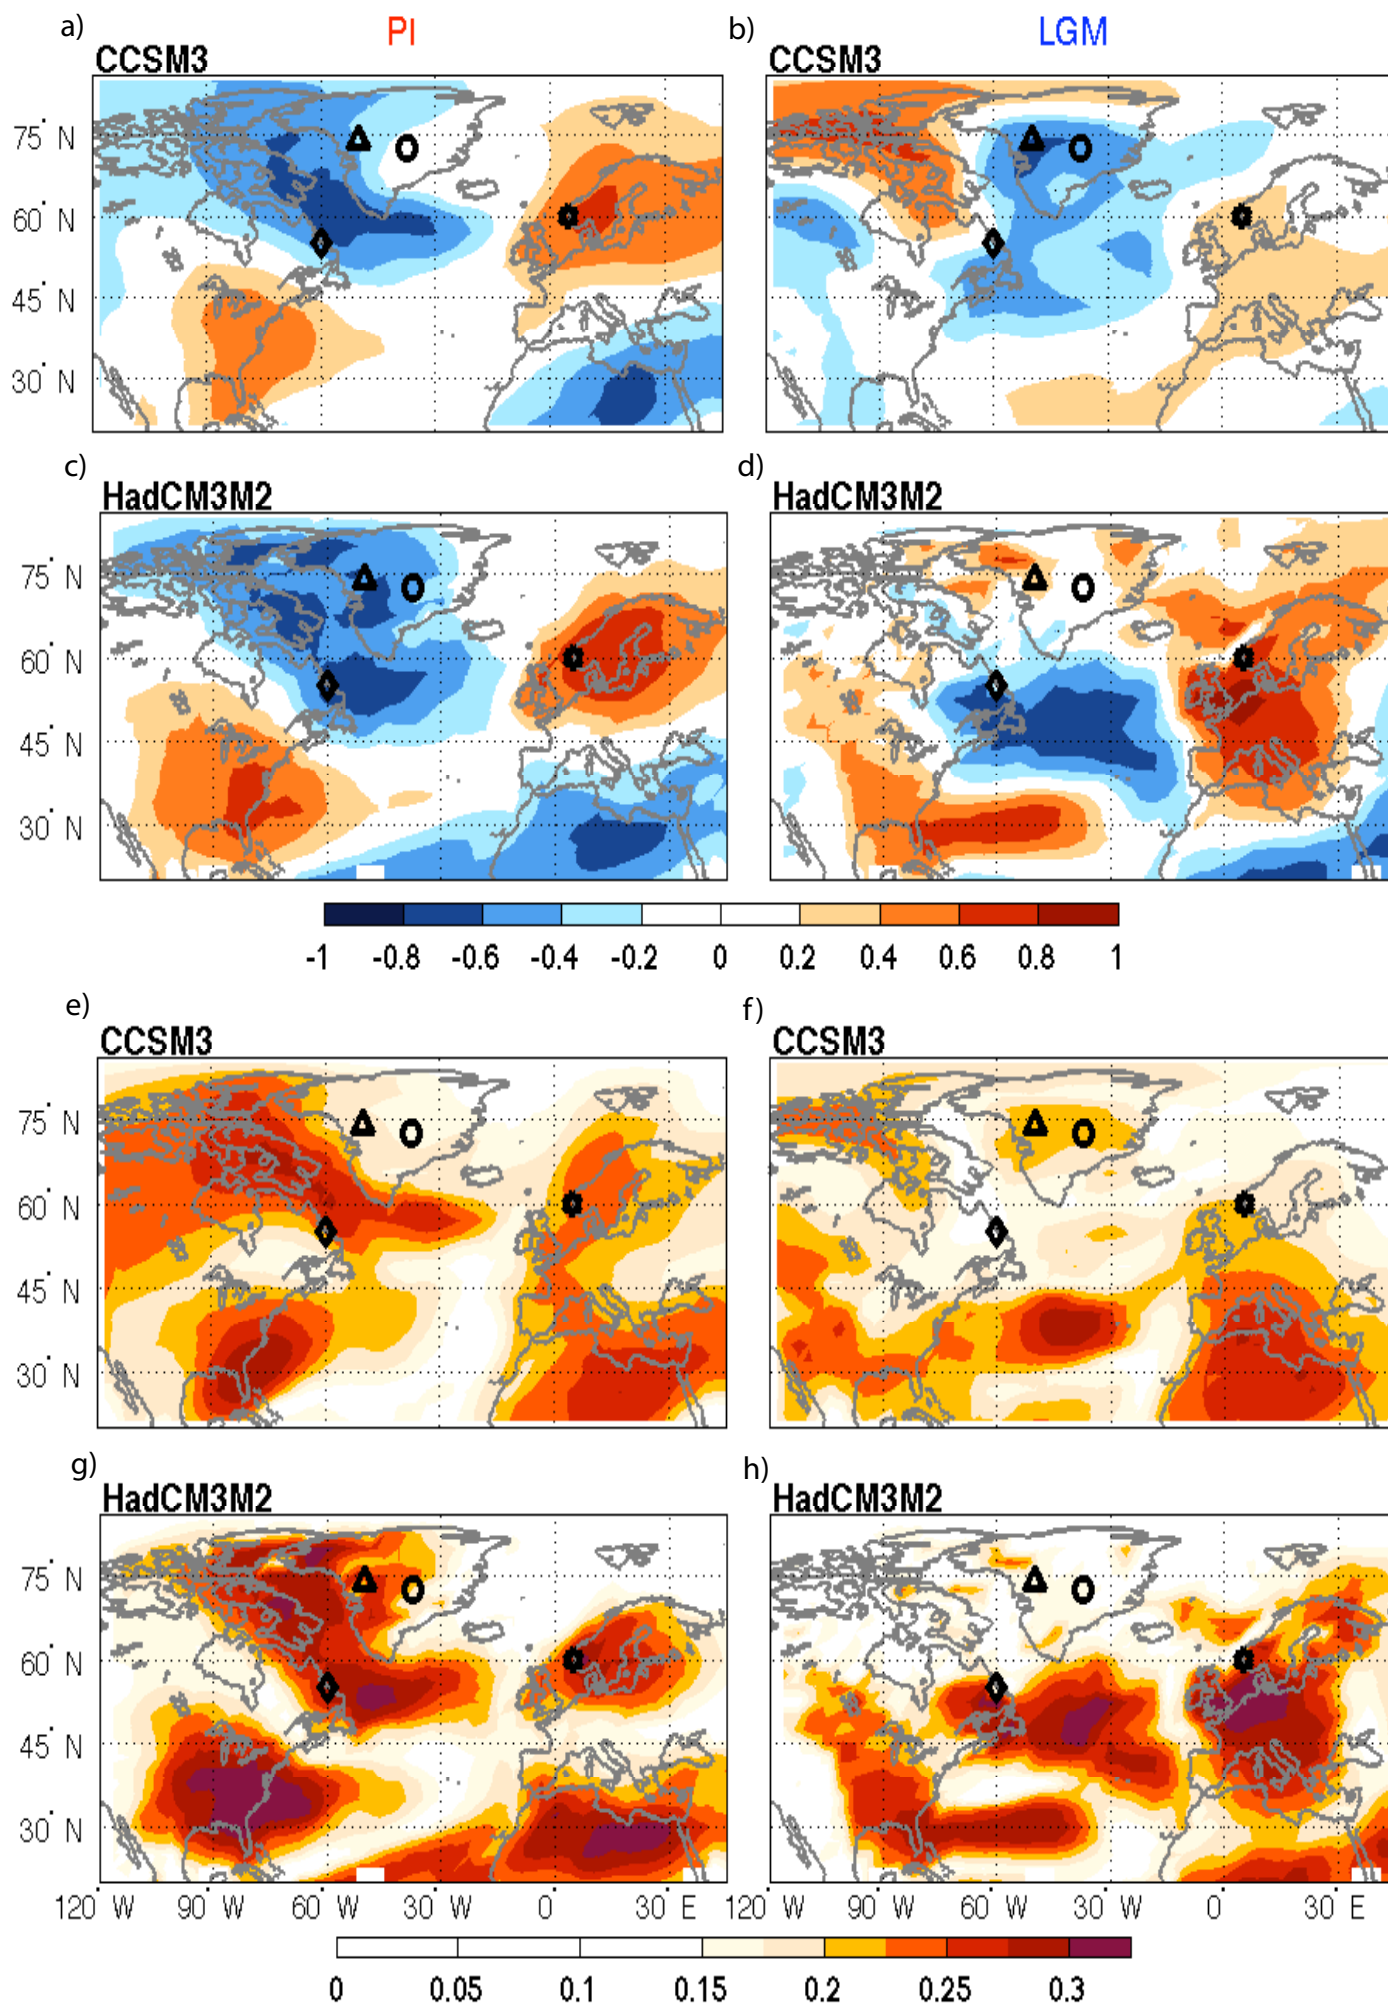 a) PI b) LGM
CCSM3 CCSM3
75° N
60° N
45° N
30° N
c) d)
HadCM3M2 HadCM3M2
75° N
60° N
45° N
30° N
-1 -0.8 -0.6 -0.4 -0.2 0 0.2 0.4 0.6 0.8 1
e) f)
CCSM3 CCSM3
75° N
60° N
45° N
30° N
g) h)
HadCM3M2 HadCM3M2
75° N
60° N
45° N
30° N
120° W 90° W 60° W 30° W 0° 30° E 120° W 90° W 60° W 30° W 0° 30° E
0 0.05 0.1 0.15 0.2 0.25 0.3